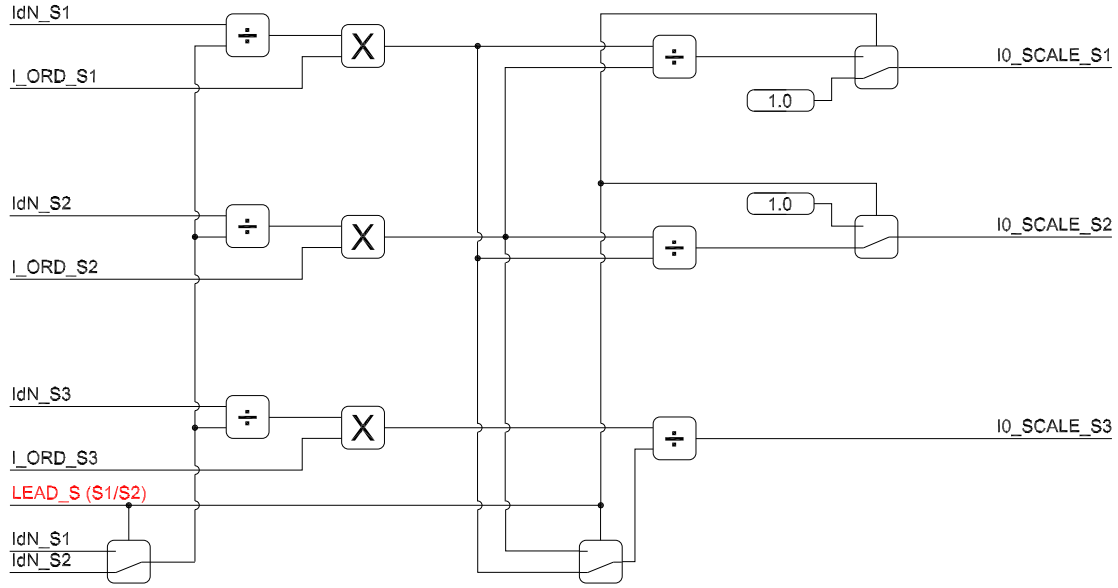 IdN_S1
÷
I_ORD_S1
X
÷
1.0
I0_SCALE_S1
IdN_S2
÷
I_ORD_S2
X
÷
1.0
I0_SCALE_S2
IdN_S3
÷
I_ORD_S3
X
÷
I0_SCALE_S3
LEAD_S (S1/S2)
IdN_S1
IdN_S2